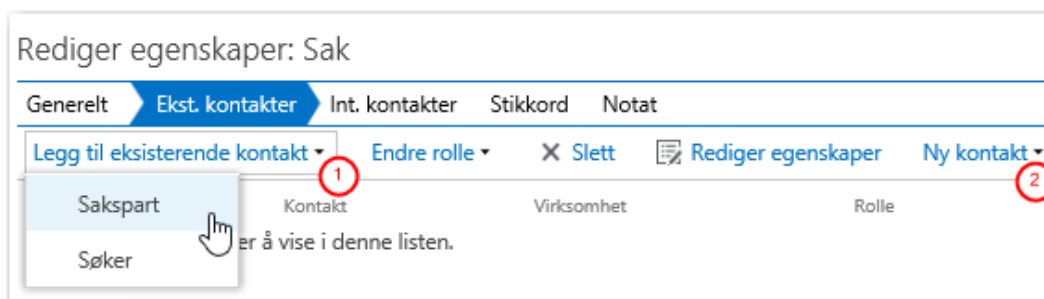 Rediger egenskaper: Sak
Generelt Ekst. kontakter Int. kontakter Stikkord Notat
Legg til eksisterende kontakt Endre rolle Slett Rediger egenskaper Ny kontakt
1 2
Sakspart Kontakt Virksomhet Rolle
er å vise i denne listen.
Søker